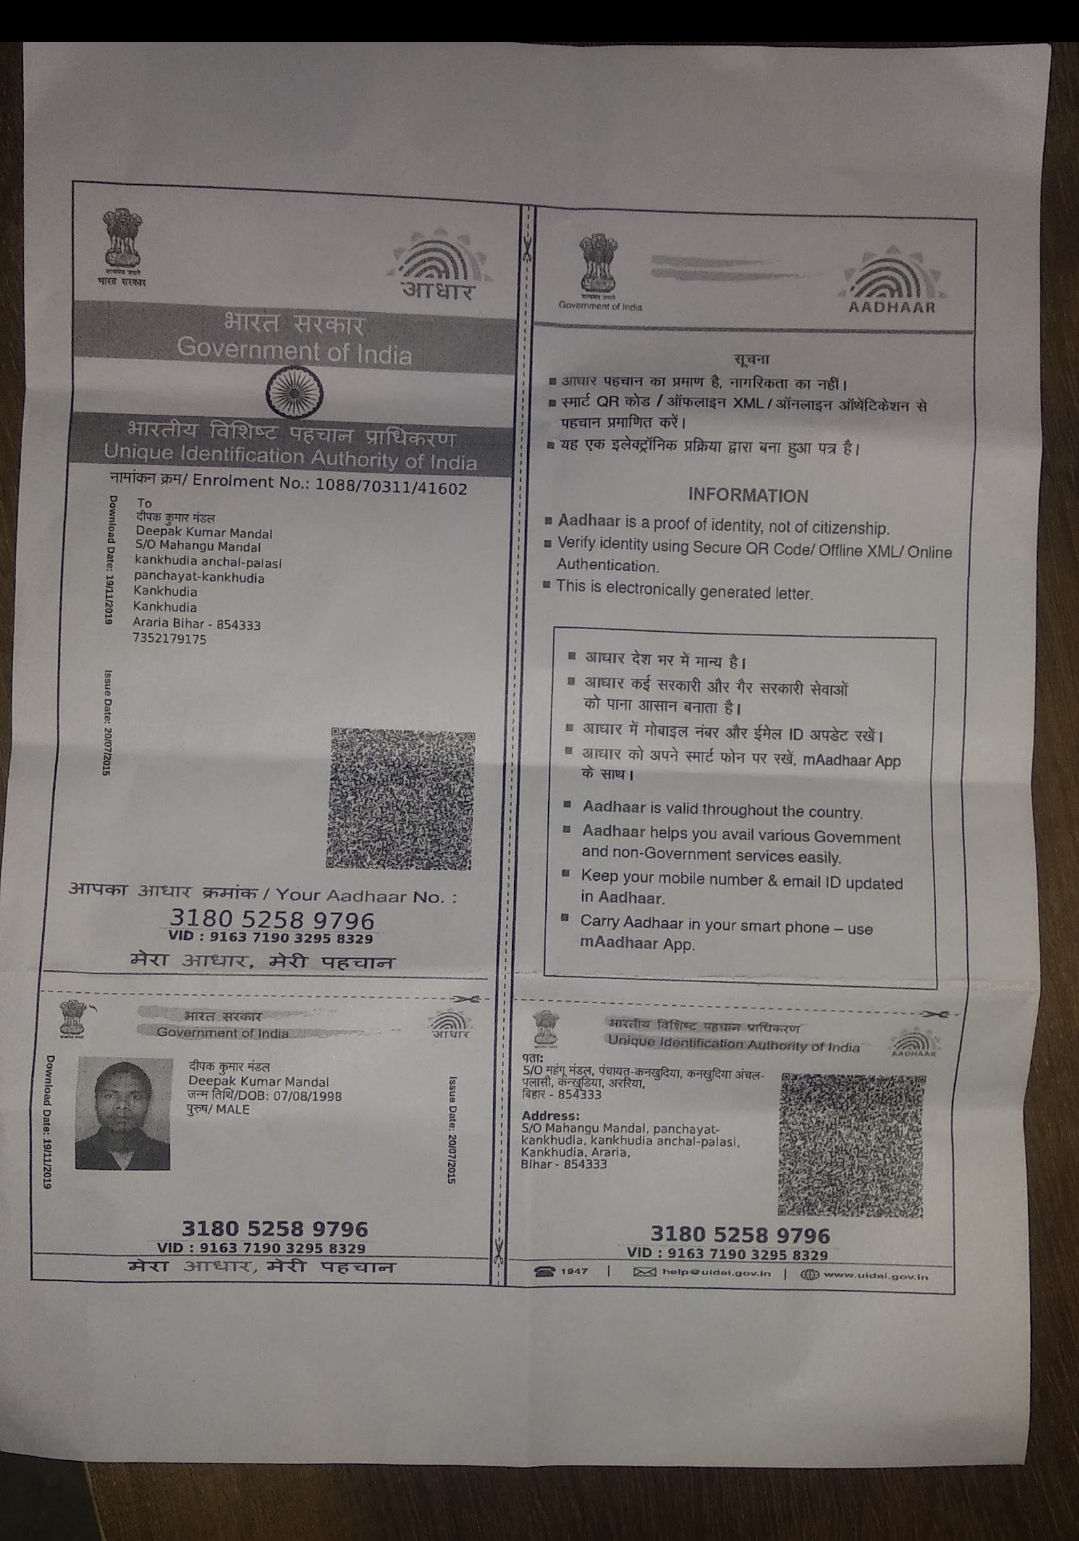 सत्यमेव जयते
भारत सरकार
आधार
भारत सरकार
Government of India
भारतीय विशिष्ट पहचान प्राधिकरण
Unique Identification Authority of India
नामांकन क्रम/ Enrolment No.: 1088/70311/41602
Download Date: 19/11/2019
Issue Date: 20/07/2015
To
दीपक कुमार मंडल
Deepak Kumar Mandal
S/O Mahangu Mandal
kankhudia anchal-palasi
panchayat-kankhudia
Kankhudia
Kankhudia
Araria Bihar - 854333
7352179175
आपका आधार क्रमांक / Your Aadhaar No. :
3180 5258 9796
VID : 9163 7190 3295 8329
मेरा आधार, मेरी पहचान
सत्यमेव जयते
Government of India
AADHAAR
सूचना
आधार पहचान का प्रमाण है, नागरिकता का नहीं।
स्मार्ट QR कोड / ऑफलाइन XML / ऑनलाइन ऑथेंटिकेशन से
पहचान प्रमाणित करें।
यह एक इलेक्ट्रॉनिक प्रक्रिया द्वारा बना हुआ पत्र है।
INFORMATION
Aadhaar is a proof of identity, not of citizenship.
Verify identity using Secure QR Code/ Offline XML/ Online
Authentication.
This is electronically generated letter.
आधार देश भर में मान्य है।
आधार कई सरकारी और गैर सरकारी सेवाओं
को पाना आसान बनाता है।
आधार में मोबाइल नंबर और ईमेल ID अपडेट रखें।
आधार को अपने स्मार्ट फोन पर रखें, mAadhaar App
के साथ।
Aadhaar is valid throughout the country.
Aadhaar helps you avail various Government
and non-Government services easily.
Keep your mobile number & email ID updated
in Aadhaar.
Carry Aadhaar in your smart phone – use
mAadhaar App.
भारत सरकार
Government of India
आधार
Download Date: 19/11/2019
दीपक कुमार मंडल
Deepak Kumar Mandal
जन्म तिथि/DOB: 07/08/1998
पुरुष/ MALE
Issue Date: 20/07/2015
3180 5258 9796
VID : 9163 7190 3295 8329
मेरा आधार, मेरी पहचान
भारतीय विशिष्ट पहचान प्राधिकरण
Unique Identification Authority of India
AADHAAR
पता:
S/O महंगू मंडल, पंचायत-कनखुदिया, कनखुदिया अंचल-
पलासी, कन्खुडिया, अररिया,
बिहार - 854333
Address:
S/O Mahangu Mandal, panchayat-
kankhudia, kankhudia anchal-palasi,
Kankhudia, Araria,
Bihar - 854333
3180 5258 9796
VID : 9163 7190 3295 8329
1947 | help@uidai.gov.in | www.uidai.gov.in